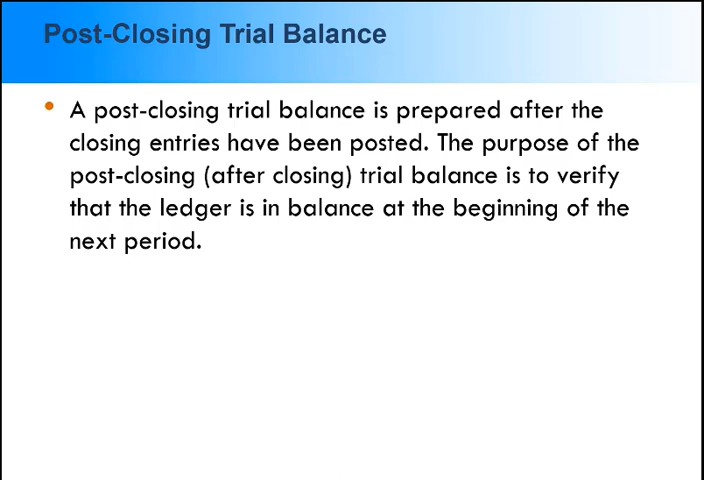 Post-Closing Trial Balance
• A post-closing trial balance is prepared after the
closing entries have been posted. The purpose of the
post-closing (after closing) trial balance is to verify
that the ledger is in balance at the beginning of the
next period.